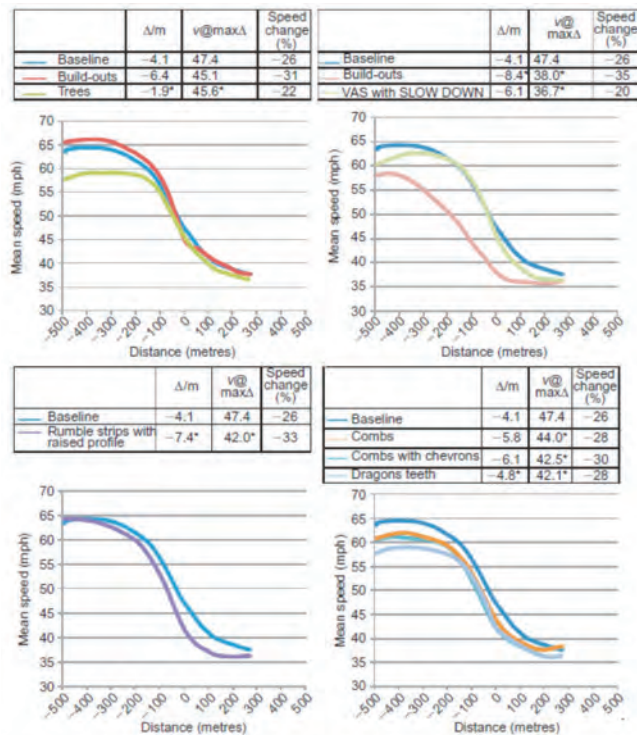 Δ/m v@maxΔ Speed change (%)
Baseline −4.1 47.4 −26
Build-outs −6.4 45.1 −31
Trees −1.9* 45.6* −22
Mean speed (mph)
70
65
60
55
50
45
40
35
30
−500 −400 −300 −200 −100 0 100 200 300 400 500
Distance (metres)
Δ/m v@ maxΔ Speed change (%)
Baseline −4.1 47.4 −26
Build-outs −8.4* 38.0* −35
VAS with SLOW DOWN −6.1 36.7* −20
Mean speed (mph)
70
65
60
55
50
45
40
35
30
−500 −400 −300 −200 −100 0 100 200 300 400 500
Distance (metres)
Δ/m v@ maxΔ Speed change (%)
Baseline −4.1 47.4 −26
Rumble strips with raised profile −7.4* 42.0* −33
Mean speed (mph)
70
65
60
55
50
45
40
35
30
−500 −400 −300 −200 −100 0 100 200 300 400 500
Distance (metres)
Δ/m v@ maxΔ Speed change (%)
Baseline −4.1 47.4 −26
Combs −5.8 44.0* −28
Combs with chevrons −6.1 42.5* −30
Dragons teeth −4.8* 42.1* −28
Mean speed (mph)
70
65
60
55
50
45
40
35
30
−500 −400 −300 −200 −100 0 100 200 300 400 500
Distance (metres)